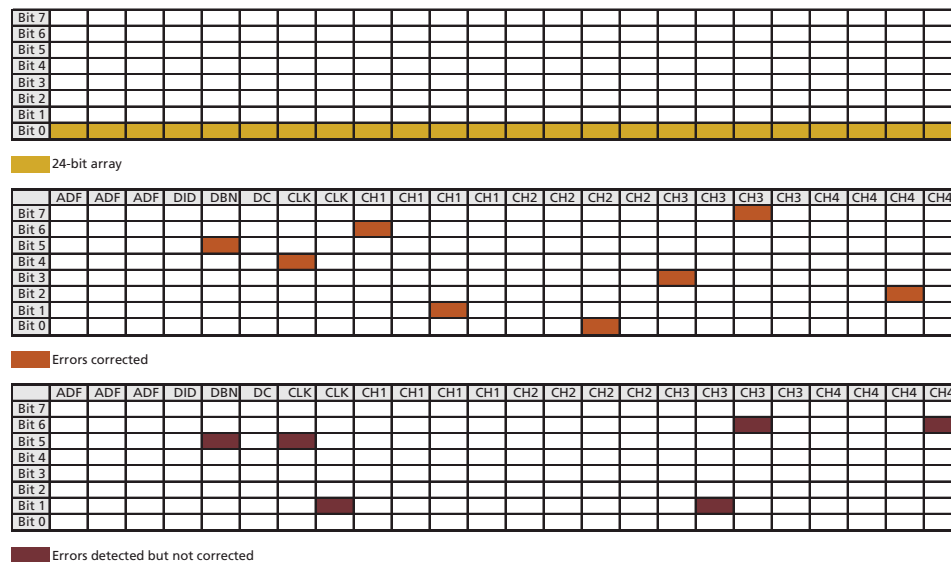 Bit 7
Bit 6
Bit 5
Bit 4
Bit 3
Bit 2
Bit 1
Bit 0
24-bit array
ADF ADF ADF DID DBN DC CLK CLK CH1 CH1 CH1 CH1 CH2 CH2 CH2 CH2 CH3 CH3 CH3 CH3 CH4 CH4 CH4 CH4
Bit 7
Bit 6
Bit 5
Bit 4
Bit 3
Bit 2
Bit 1
Bit 0
Errors corrected
ADF ADF ADF DID DBN DC CLK CLK CH1 CH1 CH1 CH1 CH2 CH2 CH2 CH2 CH3 CH3 CH3 CH3 CH4 CH4 CH4 CH4
Bit 7
Bit 6
Bit 5
Bit 4
Bit 3
Bit 2
Bit 1
Bit 0
Errors detected but not corrected